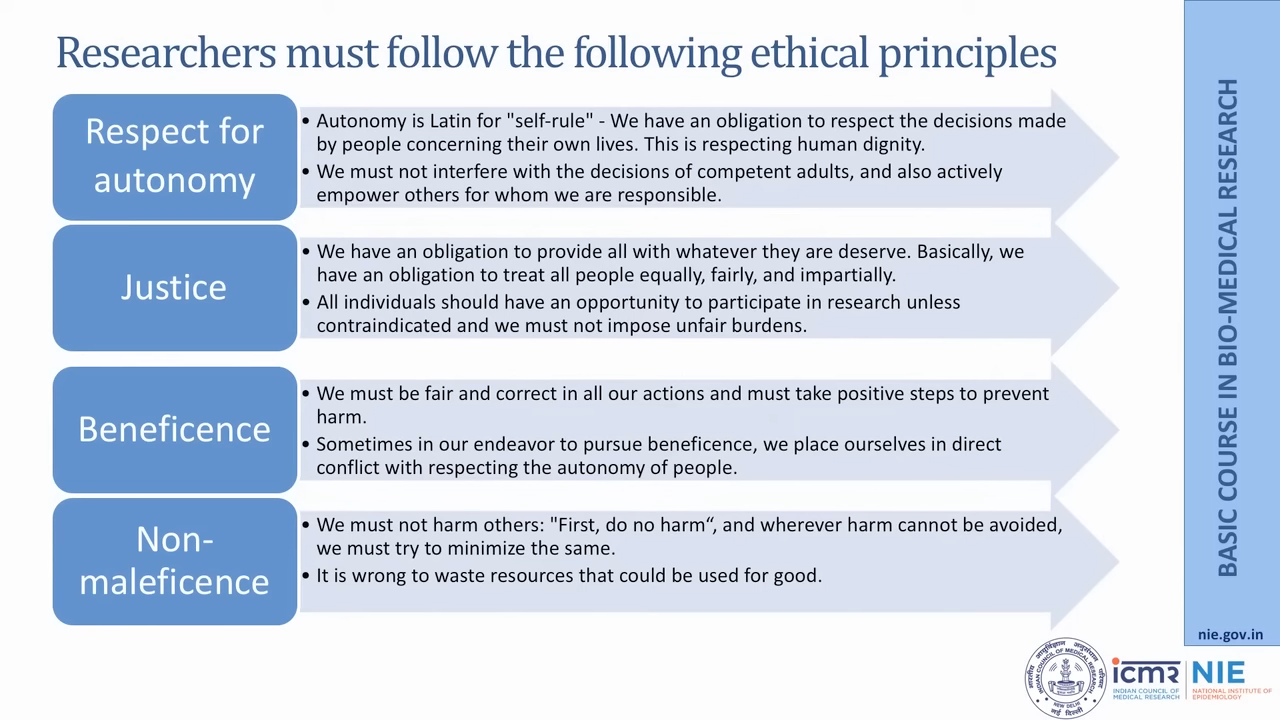 Researchers must follow the following ethical principles
Respect for
autonomy
• Autonomy is Latin for "self-rule" - We have an obligation to respect the decisions made
by people concerning their own lives. This is respecting human dignity.
• We must not interfere with the decisions of competent adults, and also actively
empower others for whom we are responsible.
Justice
• We have an obligation to provide all with whatever they are deserve. Basically, we
have an obligation to treat all people equally, fairly, and impartially.
• All individuals should have an opportunity to participate in research unless
contraindicated and we must not impose unfair burdens.
Beneficence
• We must be fair and correct in all our actions and must take positive steps to prevent
harm.
• Sometimes in our endeavor to pursue beneficence, we place ourselves in direct
conflict with respecting the autonomy of people.
Non-
maleficence
• We must not harm others: "First, do no harm“, and wherever harm cannot be avoided,
we must try to minimize the same.
• It is wrong to waste resources that could be used for good.
BASIC COURSE IN BIO-MEDICAL RESEARCH
nie.gov.in
INDIAN COUNCIL OF MEDICAL RESEARCH
NEW DELHI
नई दिल्ली
icmr
INDIAN COUNCIL OF
MEDICAL RESEARCH
NIE
NATIONAL INSTITUTE OF
EPIDEMIOLOGY